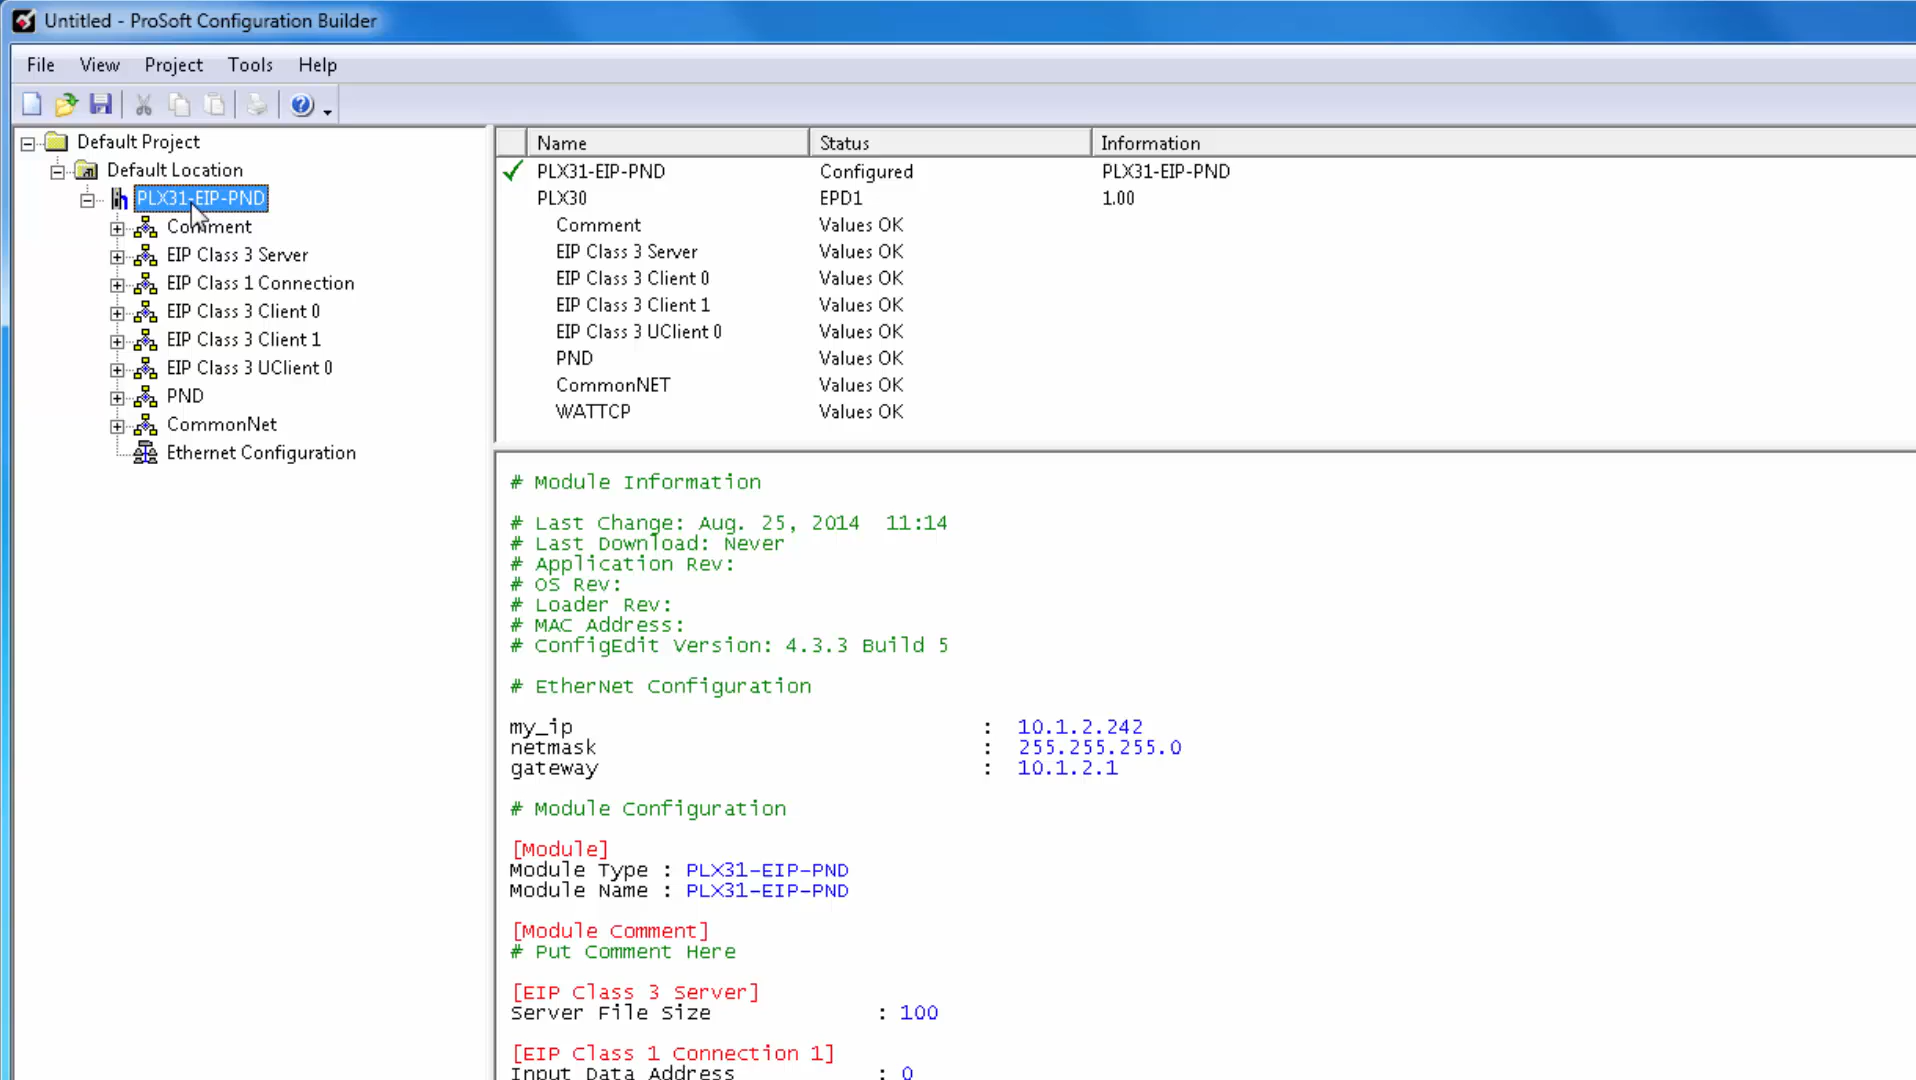 Untitled - ProSoft Configuration Builder
File View Project Tools Help
Default Project
Default Location
PLX31-EIP-PND
Comment
EIP Class 3 Server
EIP Class 1 Connection
EIP Class 3 Client 0
EIP Class 3 Client 1
EIP Class 3 UClient 0
PND
CommonNet
Ethernet Configuration
Name Status Information
PLX31-EIP-PND Configured PLX31-EIP-PND
PLX30 EPD1 1.00
Comment Values OK
EIP Class 3 Server Values OK
EIP Class 3 Client 0 Values OK
EIP Class 3 Client 1 Values OK
EIP Class 3 UClient 0 Values OK
PND Values OK
CommonNET Values OK
WATTCP Values OK
# Module Information
# Last Change: Aug. 25, 2014 11:14
# Last Download: Never
# Application Rev:
# OS Rev:
# Loader Rev:
# MAC Address:
# ConfigEdit Version: 4.3.3 Build 5
# EtherNet Configuration
my_ip : 10.1.2.242
netmask : 255.255.255.0
gateway : 10.1.2.1
# Module Configuration
[Module]
Module Type : PLX31-EIP-PND
Module Name : PLX31-EIP-PND
[Module Comment]
# Put Comment Here
[EIP Class 3 Server]
Server File Size : 100
[EIP Class 1 Connection 1]
Input Data Address : 0